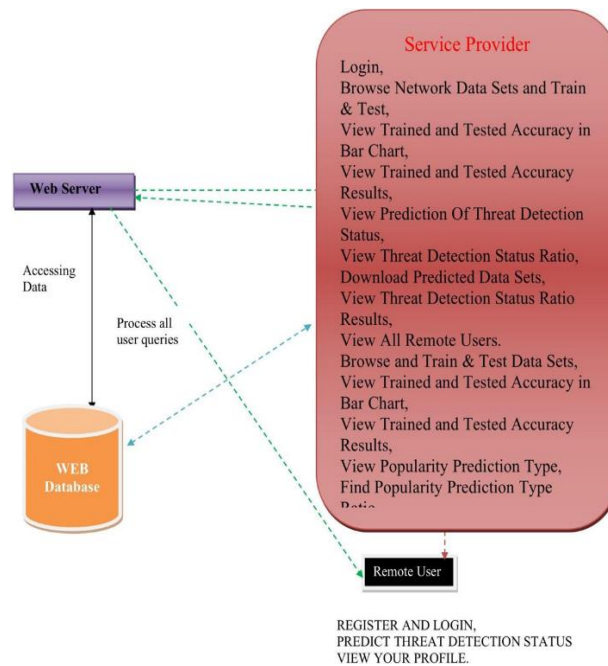 Service Provider
Login,
Browse Network Data Sets and Train
& Test,
View Trained and Tested Accuracy in
Bar Chart,
View Trained and Tested Accuracy
Results,
View Prediction Of Threat Detection
Status,
View Threat Detection Status Ratio,
Download Predicted Data Sets,
View Threat Detection Status Ratio
Results,
View All Remote Users.
Browse and Train & Test Data Sets,
View Trained and Tested Accuracy in
Bar Chart,
View Trained and Tested Accuracy
Results,
View Popularity Prediction Type,
Find Popularity Prediction Type
Ratio
Web Server
Accessing
Data
Process all
user queries
WEB
Database
Remote User
REGISTER AND LOGIN,
PREDICT THREAT DETECTION STATUS
VIEW YOUR PROFILE.